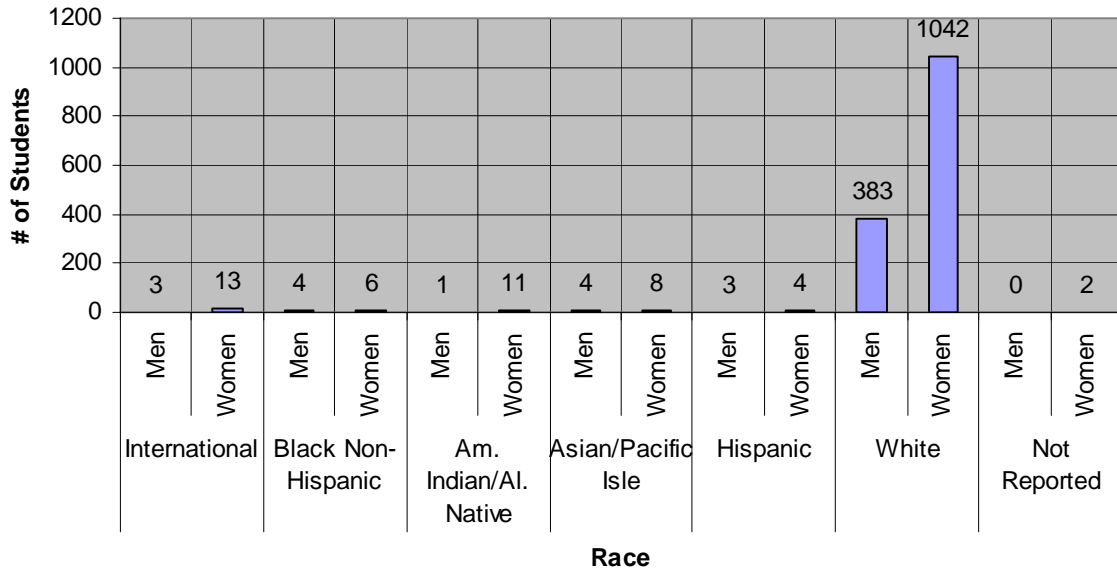 1200
1000
800
600
400
200
0
# of Students
3
13
4
6
1
11
4
8
3
4
383
1042
0
2
Men
Women
Men
Women
Men
Women
Men
Women
Men
Women
Men
Women
Men
Women
International
Black Non-
Hispanic
Am.
Indian/Al.
Native
Asian/Pacific
Isle
Hispanic
White
Not
Reported
Race